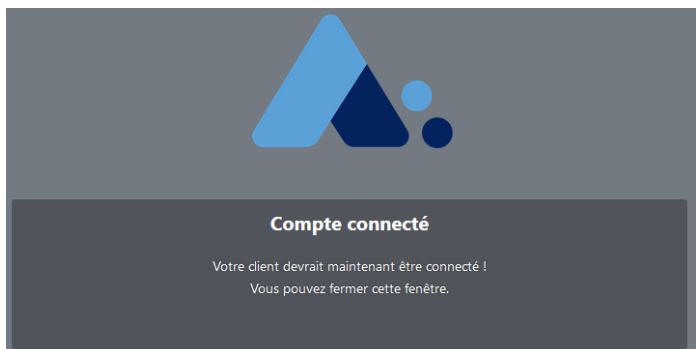 Compte connecté
Votre client devrait maintenant être connecté !
Vous pouvez fermer cette fenêtre.